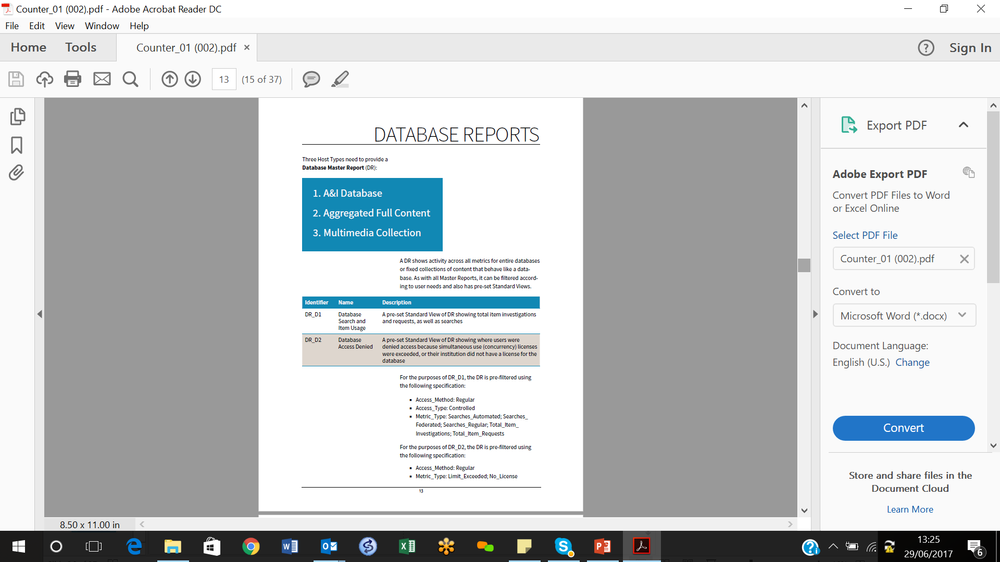 Counter_01 (002).pdf - Adobe Acrobat Reader DC
File Edit View Window Help
Home Tools Counter_01 (002).pdf × Sign In
13 (15 of 37)
DATABASE REPORTS
Three Host Types need to provide a
Database Master Report (DR):
1. A&I Database
2. Aggregated Full Content
3. Multimedia Collection
A DR shows activity across all metrics for entire databases
or fixed collections of content that behave like a data-
base. As with all Master Reports, it can be filtered accord-
ing to user needs and also has pre-set Standard Views.
Identifier Name Description
DR_D1 Database A pre-set Standard View of DR showing total item investigations
Search and and requests, as well as searches
Item Usage
DR_D2 Database A pre-set Standard View of DR showing where users were
Access Denied denied access because simultaneous use (concurrency) licenses
were exceeded, or their institution did not have a license for the
database
For the purposes of DR_D1, the DR is pre-filtered using
the following specification:
▪ Access_Method: Regular
▪ Access_Type: Controlled
▪ Metric_Type: Searches_Automated; Searches_
Federated; Searches_Regular; Total_Item_
Investigations; Total_Item_Requests
For the purposes of DR_D2, the DR is pre-filtered using
the following specification:
▪ Access_Method: Regular
▪ Metric_Type: Limit_Exceeded; No_License
13
8.50 x 11.00 in
Export PDF
Adobe Export PDF
Convert PDF Files to Word
or Excel Online
Select PDF File
Counter_01 (002).pdf
Convert to
Microsoft Word (*.docx)
Document Language:
English (U.S.) Change
Convert
Store and share files in the
Document Cloud
Learn More
13:25
29/06/2017
6